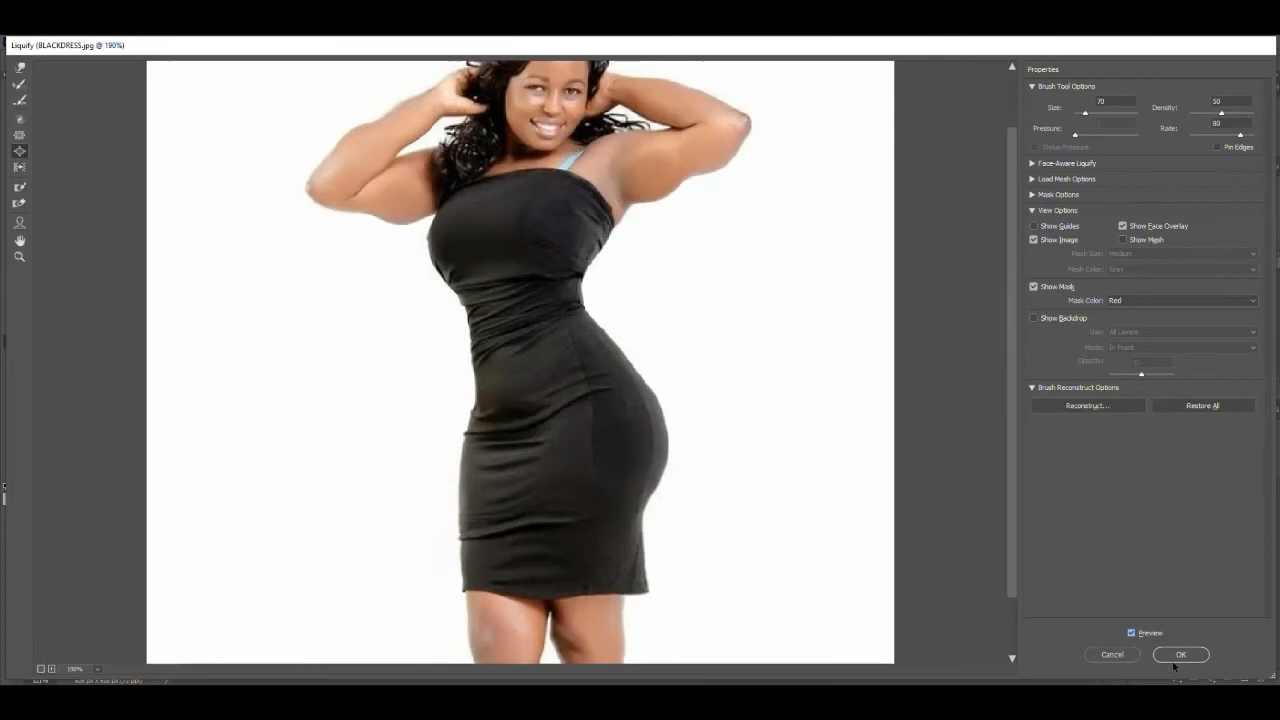 Liquify (BLACKDRESS.jpg @ 190%)
Properties
Brush Tool Options
Size: 70 Density: 50
Pressure: Rate: 80
Stylus Pressure Pin Edges
Face-Aware Liquify
Load Mesh Options
Mask Options
View Options
Show Guides Show Face Overlay
Show Image Show Mesh
Mesh Size: Medium
Mesh Color: Gray
Show Mask
Mask Color: Red
Show Backdrop
Use: All Layers
Mode: In Front
Opacity:
Brush Reconstruct Options
Reconstruct... Restore All
Preview
Cancel OK
190%